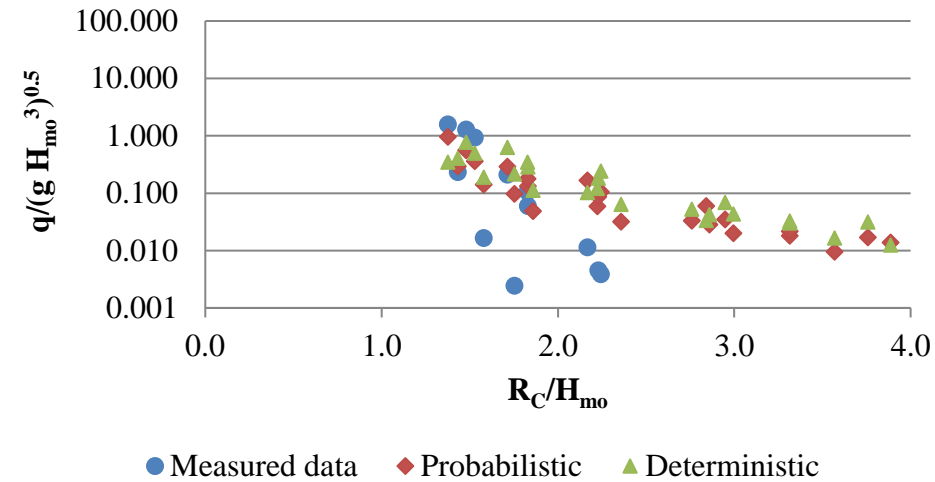 100.000
10.000
1.000
0.100
0.010
0.001
q/(g Hmo³)⁰·⁵
0.0 1.0 2.0 3.0 4.0
RC/Hmo
Measured data Probabilistic Deterministic